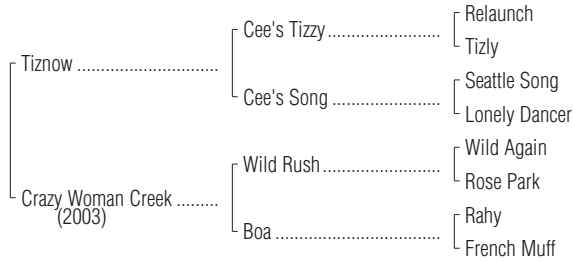 Relaunch
Cee's Tizzy
Tizly
Tiznow
Seattle Song
Cee's Song
Lonely Dancer
Wild Again
Wild Rush
Rose Park
Crazy Woman Creek
(2003)
Rahy
Boa
French Muff